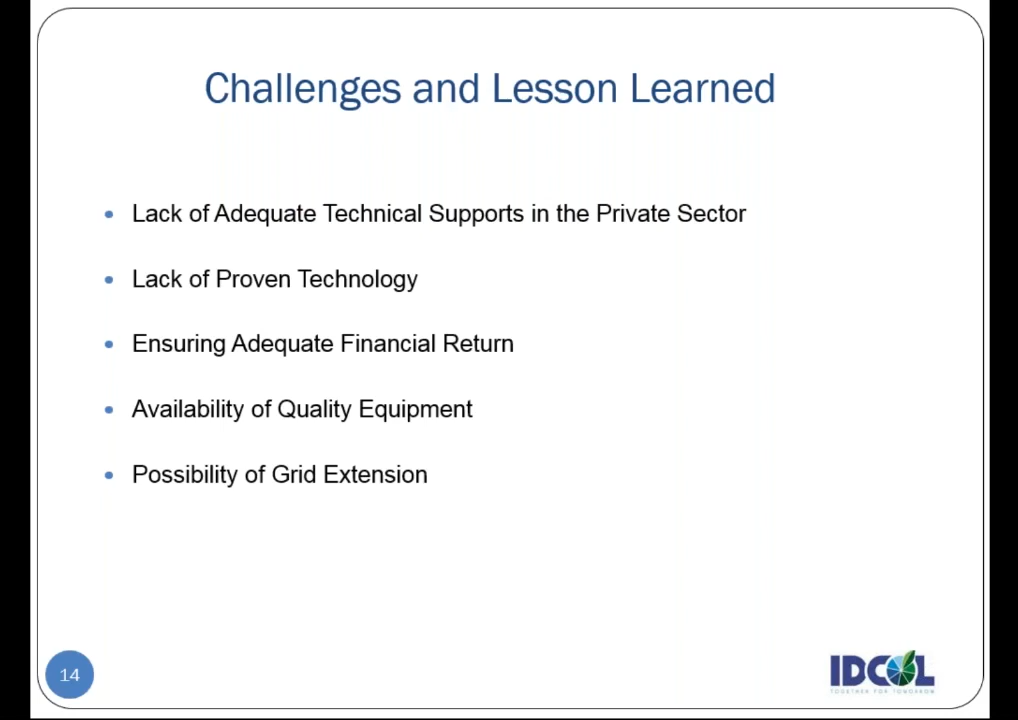 Challenges and Lesson Learned
• Lack of Adequate Technical Supports in the Private Sector
• Lack of Proven Technology
• Ensuring Adequate Financial Return
• Availability of Quality Equipment
• Possibility of Grid Extension
14
IDCOL
TOGETHER FOR TOMORROW